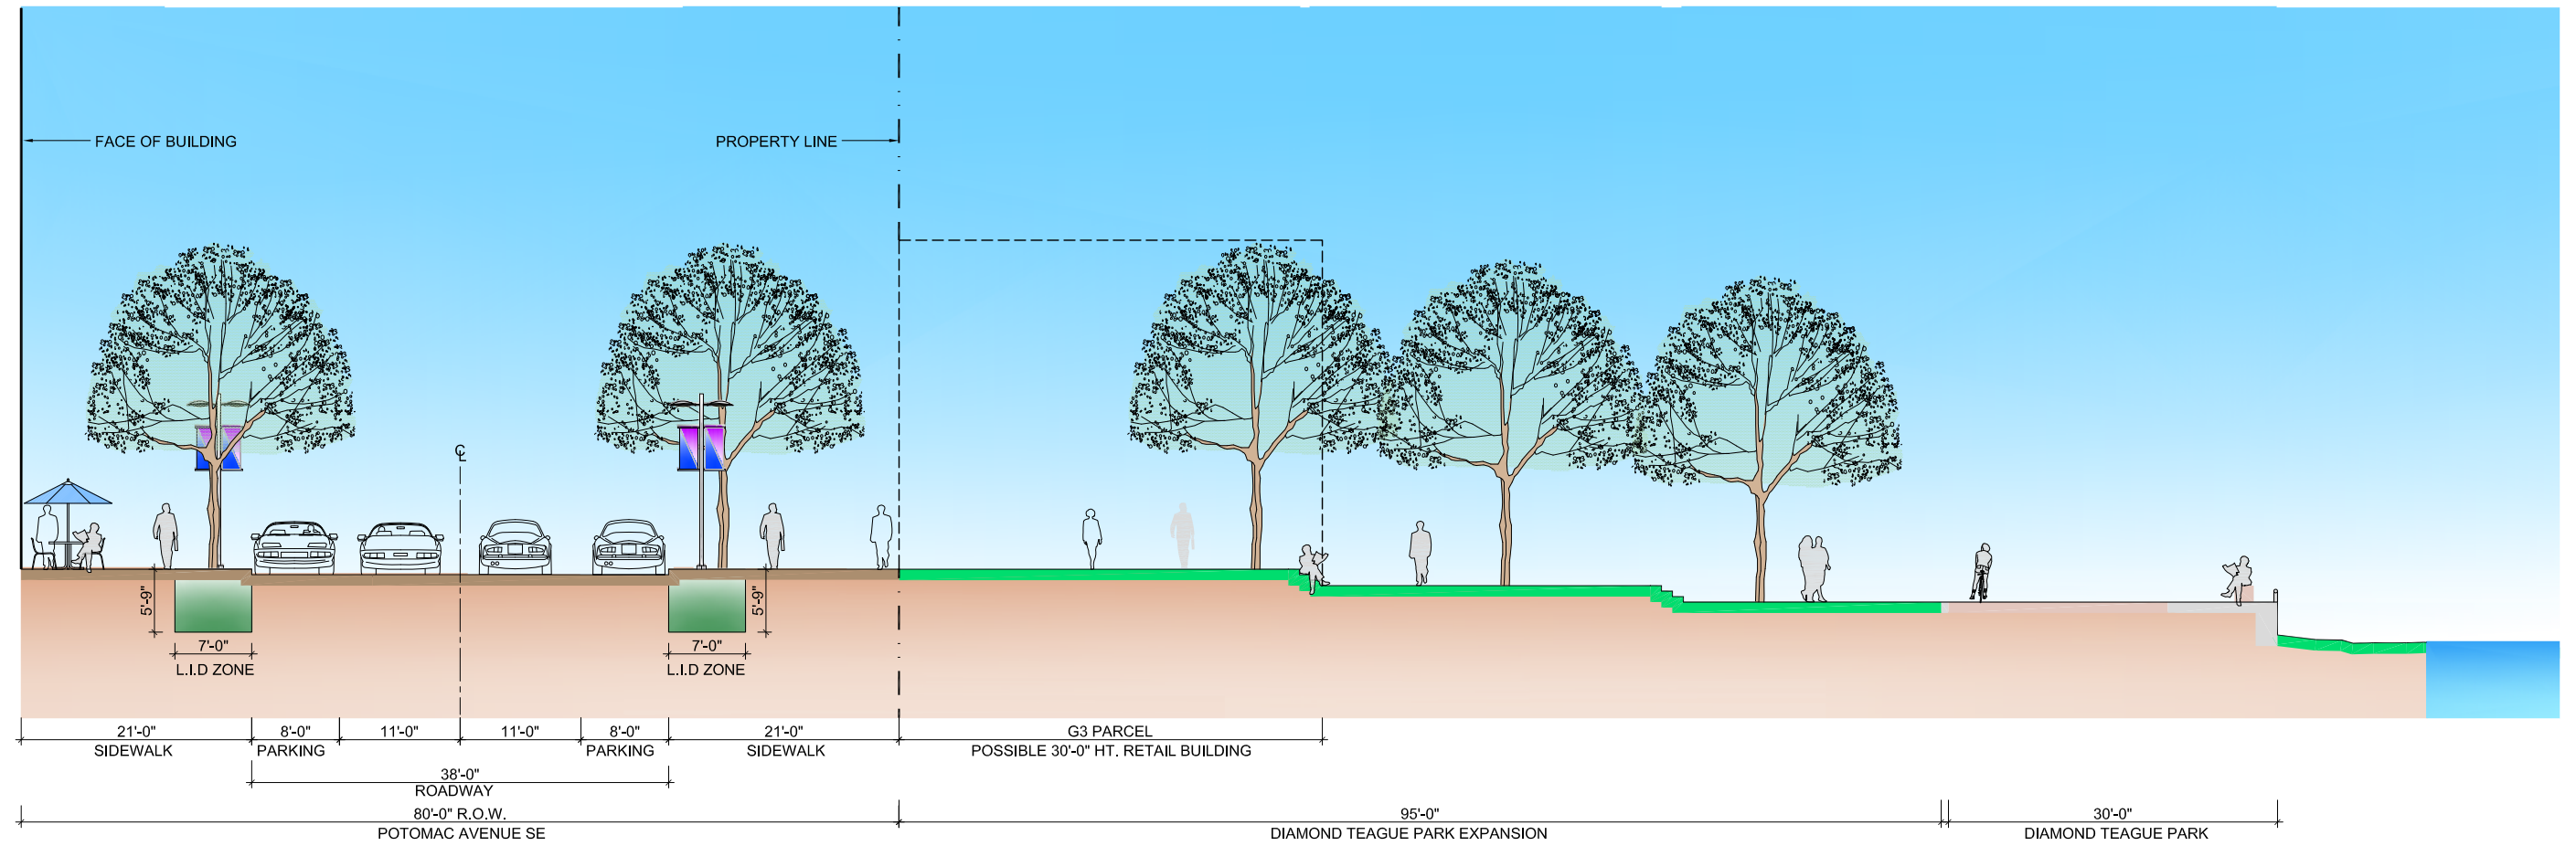 FACE OF BUILDING
PROPERTY LINE
℄
5'-9"
5'-9"
7'-0"
7'-0"
L.I.D ZONE
L.I.D ZONE
21'-0"
8'-0"
11'-0"
11'-0"
8'-0"
21'-0"
G3 PARCEL
SIDEWALK
PARKING
PARKING
SIDEWALK
POSSIBLE 30'-0" HT. RETAIL BUILDING
38'-0"
ROADWAY
80'-0" R.O.W.
95'-0"
30'-0"
POTOMAC AVENUE SE
DIAMOND TEAGUE PARK EXPANSION
DIAMOND TEAGUE PARK